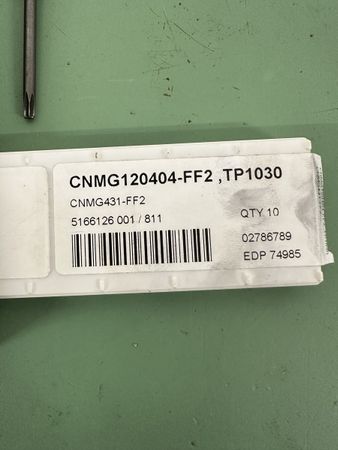 CNMG120404-FF2 ,TP1030
CNMG431-FF2
5166126 001 / 811
QTY 10
02786789
EDP 74985